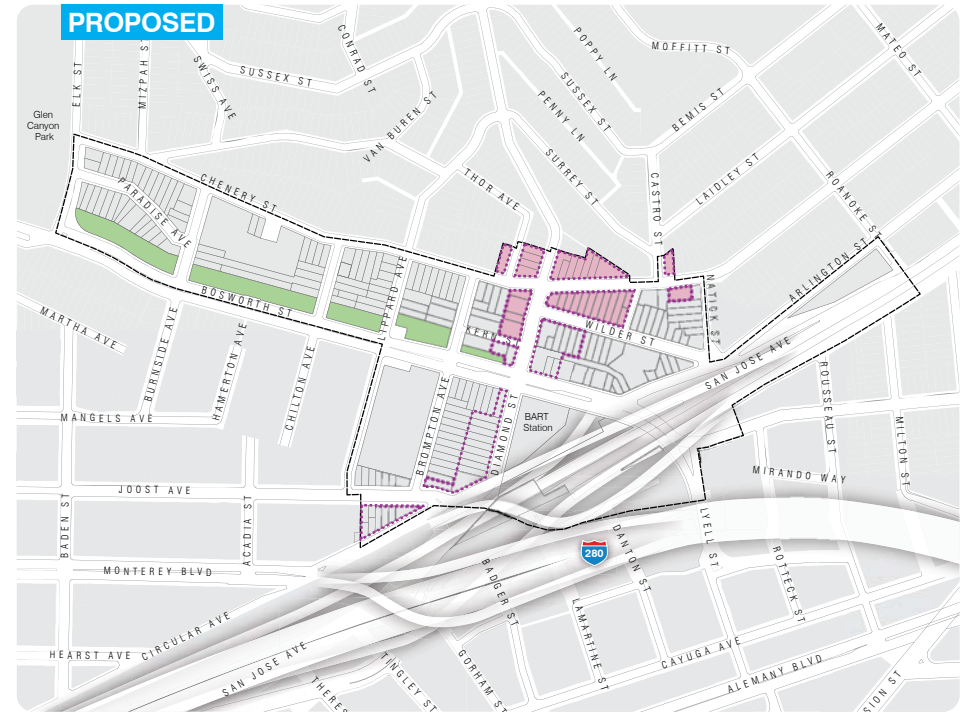 PROPOSED
ELK ST
MIZPAH S
SWISS AVE
SUSSEX ST
CONRAD ST
VAN BUREN ST
POPPY LN
PENNY LN
SUSSEX ST
MOFFITT ST
MATEO ST
BEMIS ST
SURREY ST
THOR AVE
CASTRO ST
LAIDLEY ST
ROANOKE ST
Glen
Canyon
Park
PARADISE AVE
CHENERY ST
BOSWORTH ST
LIPPARD AVE
KERN ST
WILDER ST
NATICK ST
ARLINGTON ST
SAN JOSE AVE
MARTHA AVE
BURNSIDE AVE
HAMERTON AVE
CHILTON AVE
BROMPTON AVE
DIAMOND ST
BART
Station
ROUSSEAU ST
MILTON ST
MANGELS AVE
JOOST AVE
MIRANDO WAY
BADEN ST
ACADIA ST
LYELL ST
DANTON ST
280
ROTTECK ST
MONTEREY BLVD
BADGER ST
LAMARTINE ST
CIRCULAR AVE
HEARST AVE
SAN JOSE AVE
THERES
TINGLEY ST
GORHAM ST
CAYUGA AVE
ALEMANY BLVD
SION ST